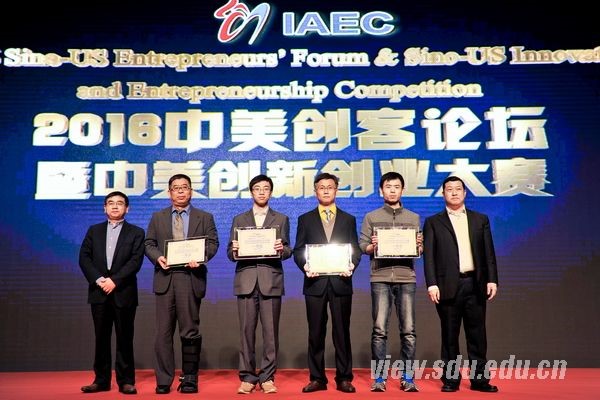 IAEC
Sino-US Entrepreneurs' Forum & Sino-US Innovat
and Entrepreneurship Competition
2016中美创客论坛
暨中美创新创业大赛
view.sdu.edu.cn